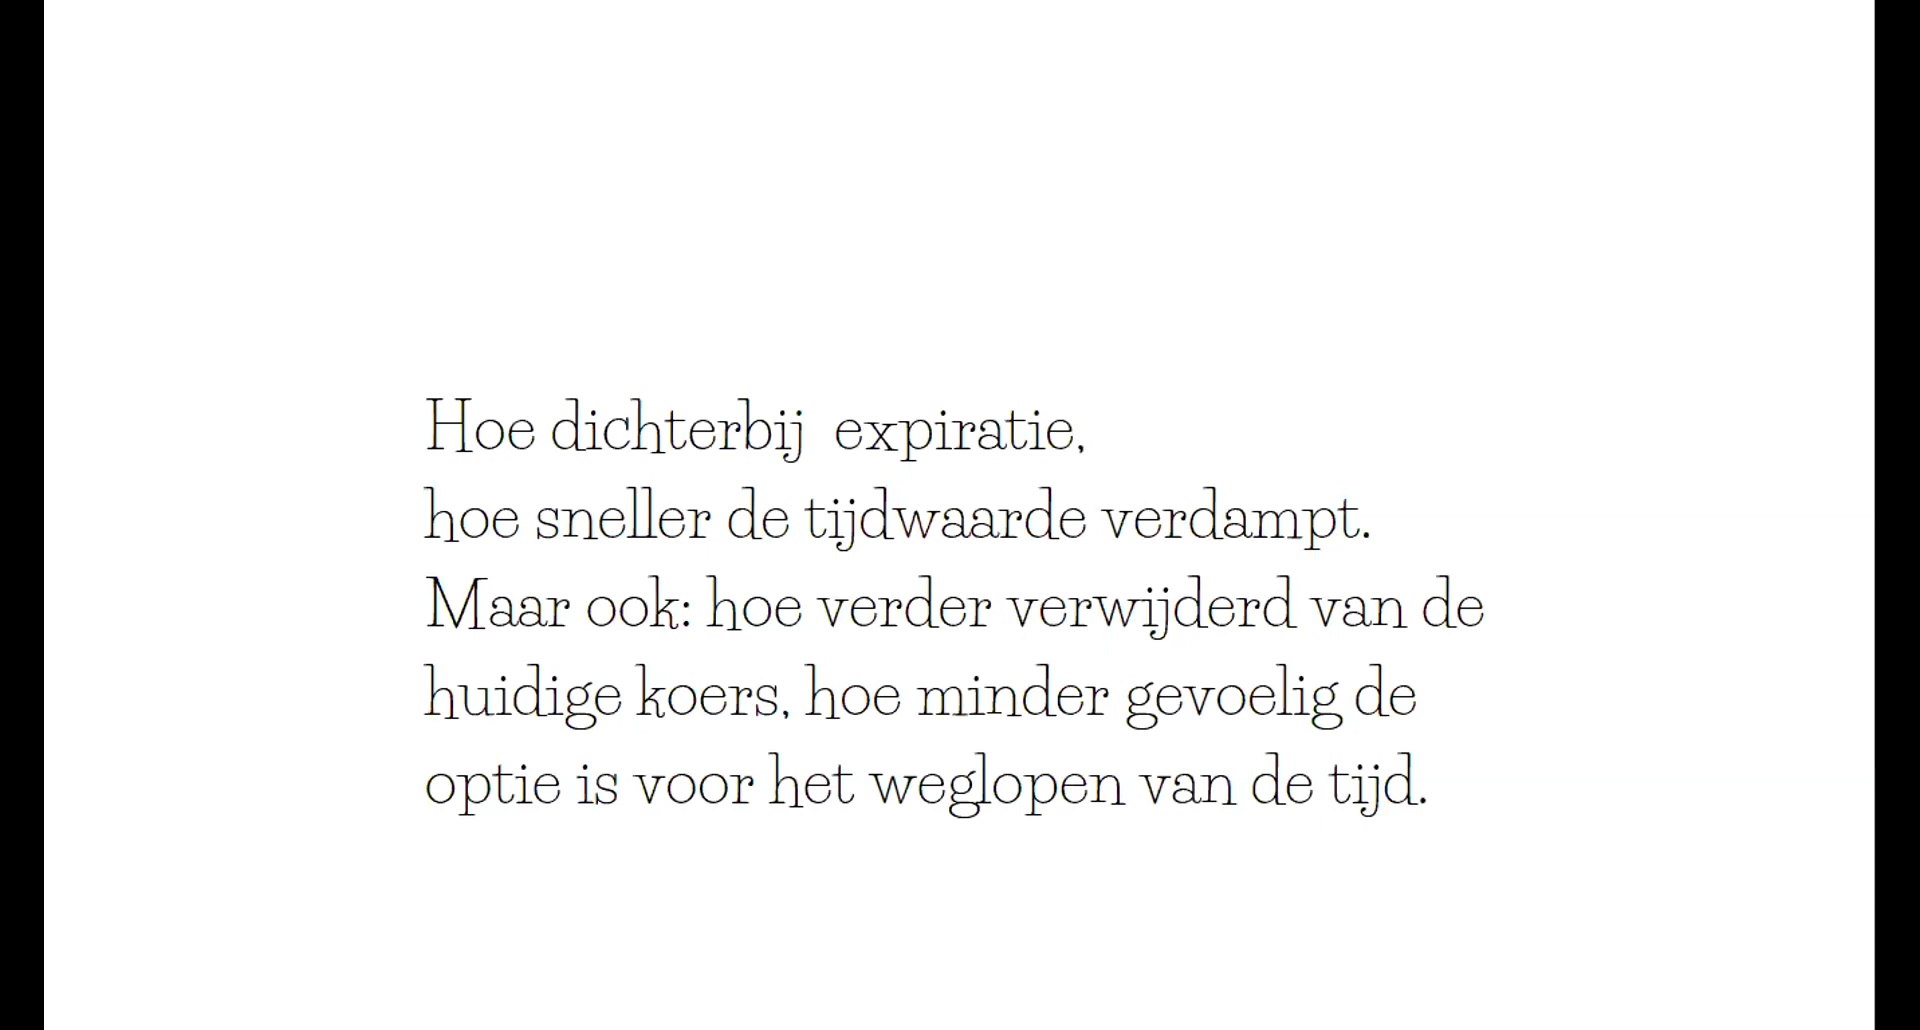 Hoe dichterbij  expiratie,
hoe sneller de tijdwaarde verdampt.
Maar ook: hoe verder verwijderd van de
huidige koers, hoe minder gevoelig de
optie is voor het weglopen van de tijd.